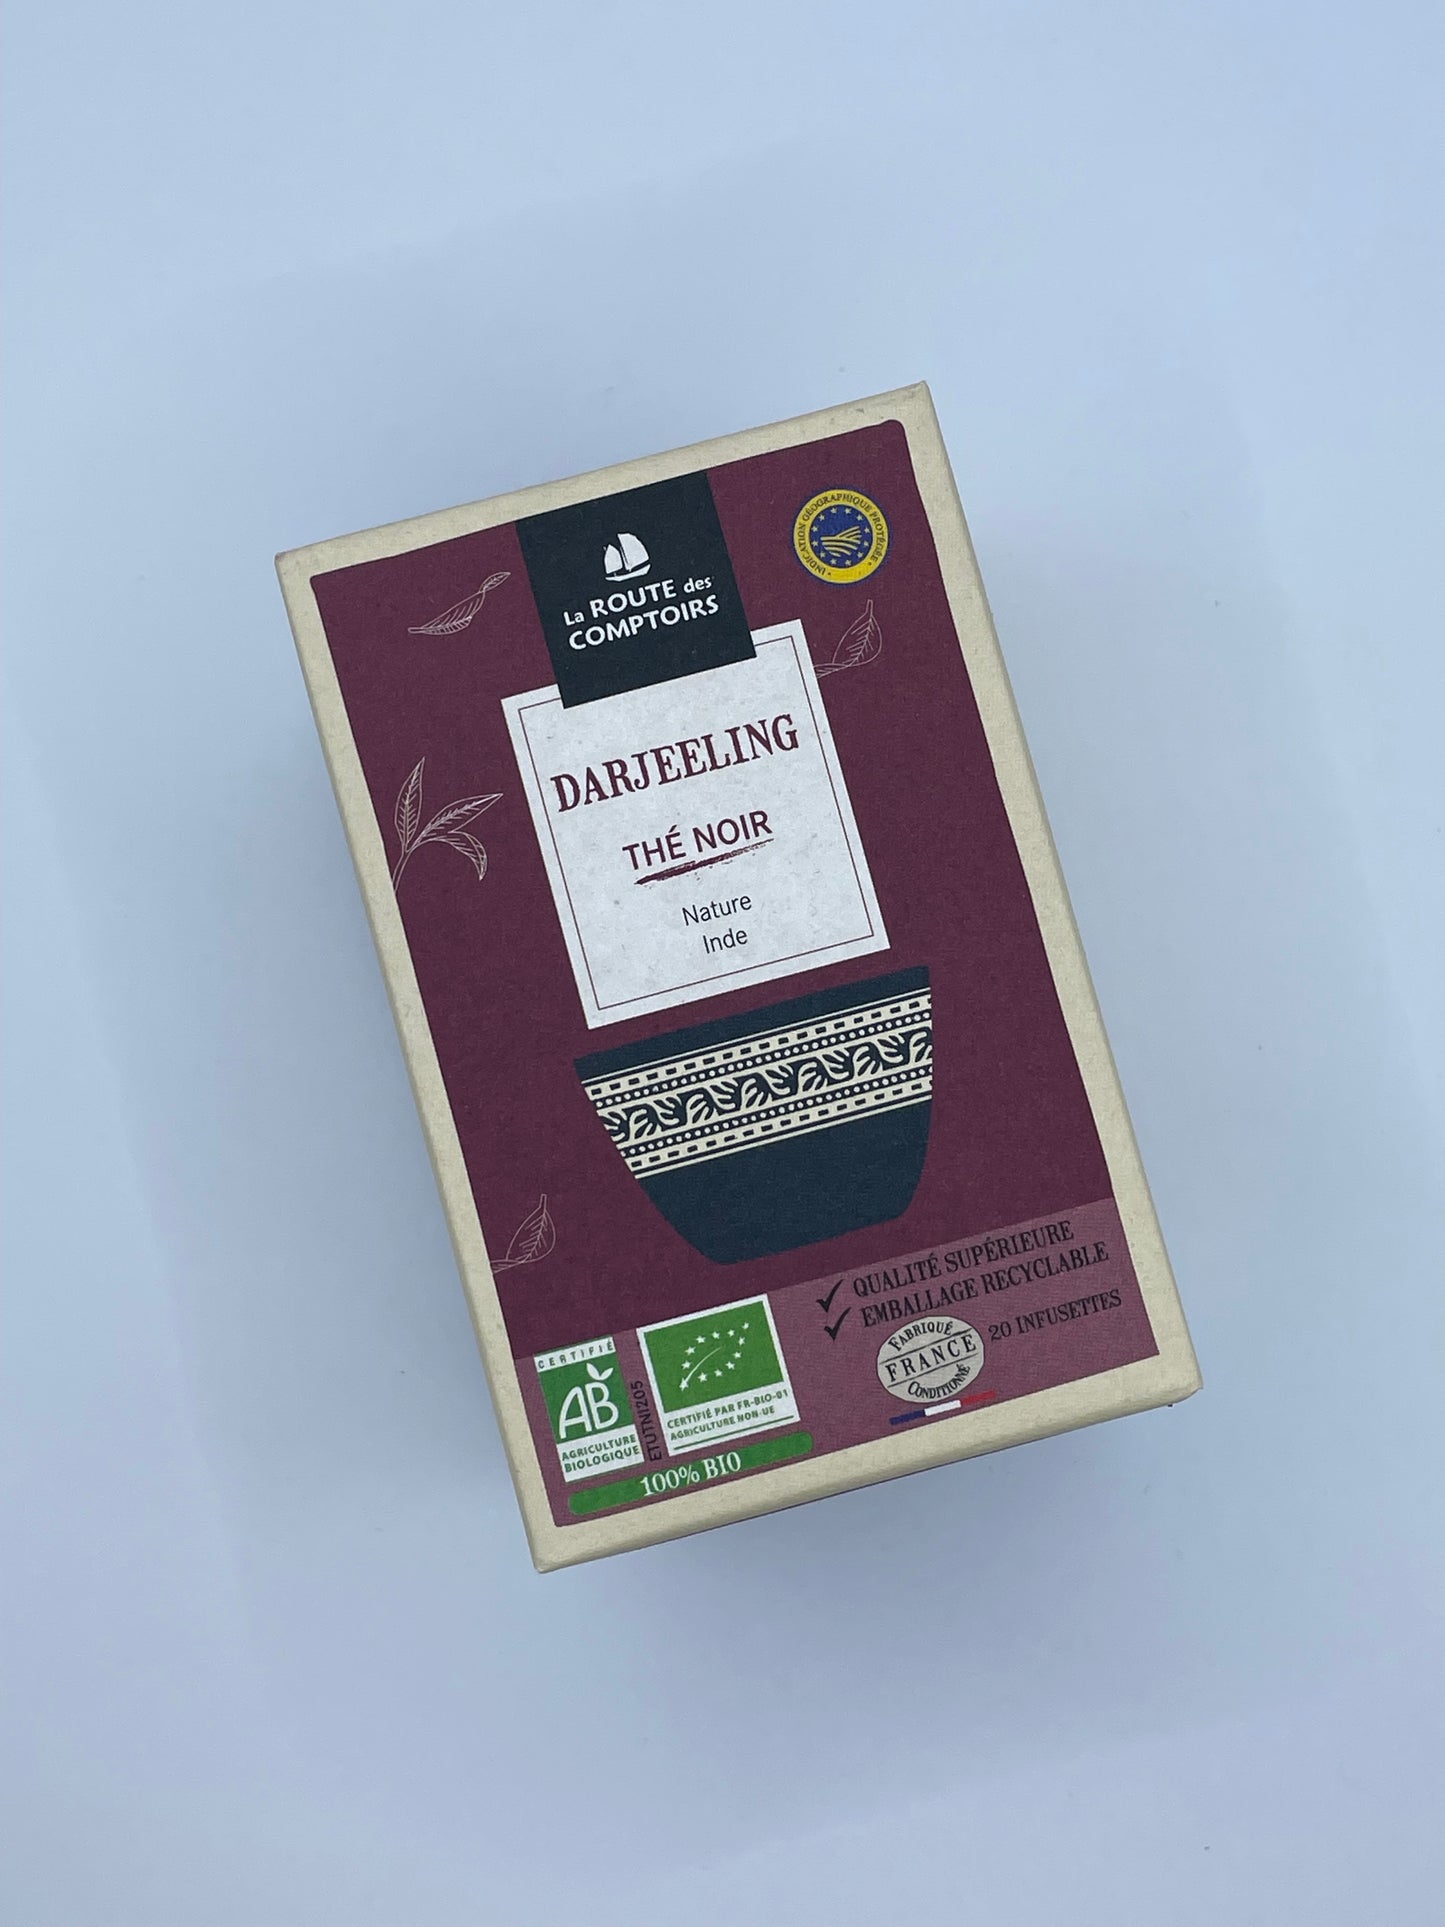 INDICATION GÉOGRAPHIQUE PROTÉGÉE
La ROUTE des
COMPTOIRS
DARJEELING
THÉ NOIR
Nature
Inde
QUALITÉ SUPÉRIEURE
EMBALLAGE RECYCLABLE
20 INFUSETTES
FABRIQUÉ
FRANCE
CONDITIONNÉ
CERTIFIÉ
AB
AGRICULTURE
BIOLOGIQUE
ETUTNI205
CERTIFIÉ PAR FR-BIO-01
AGRICULTURE NON-UE
100% BIO